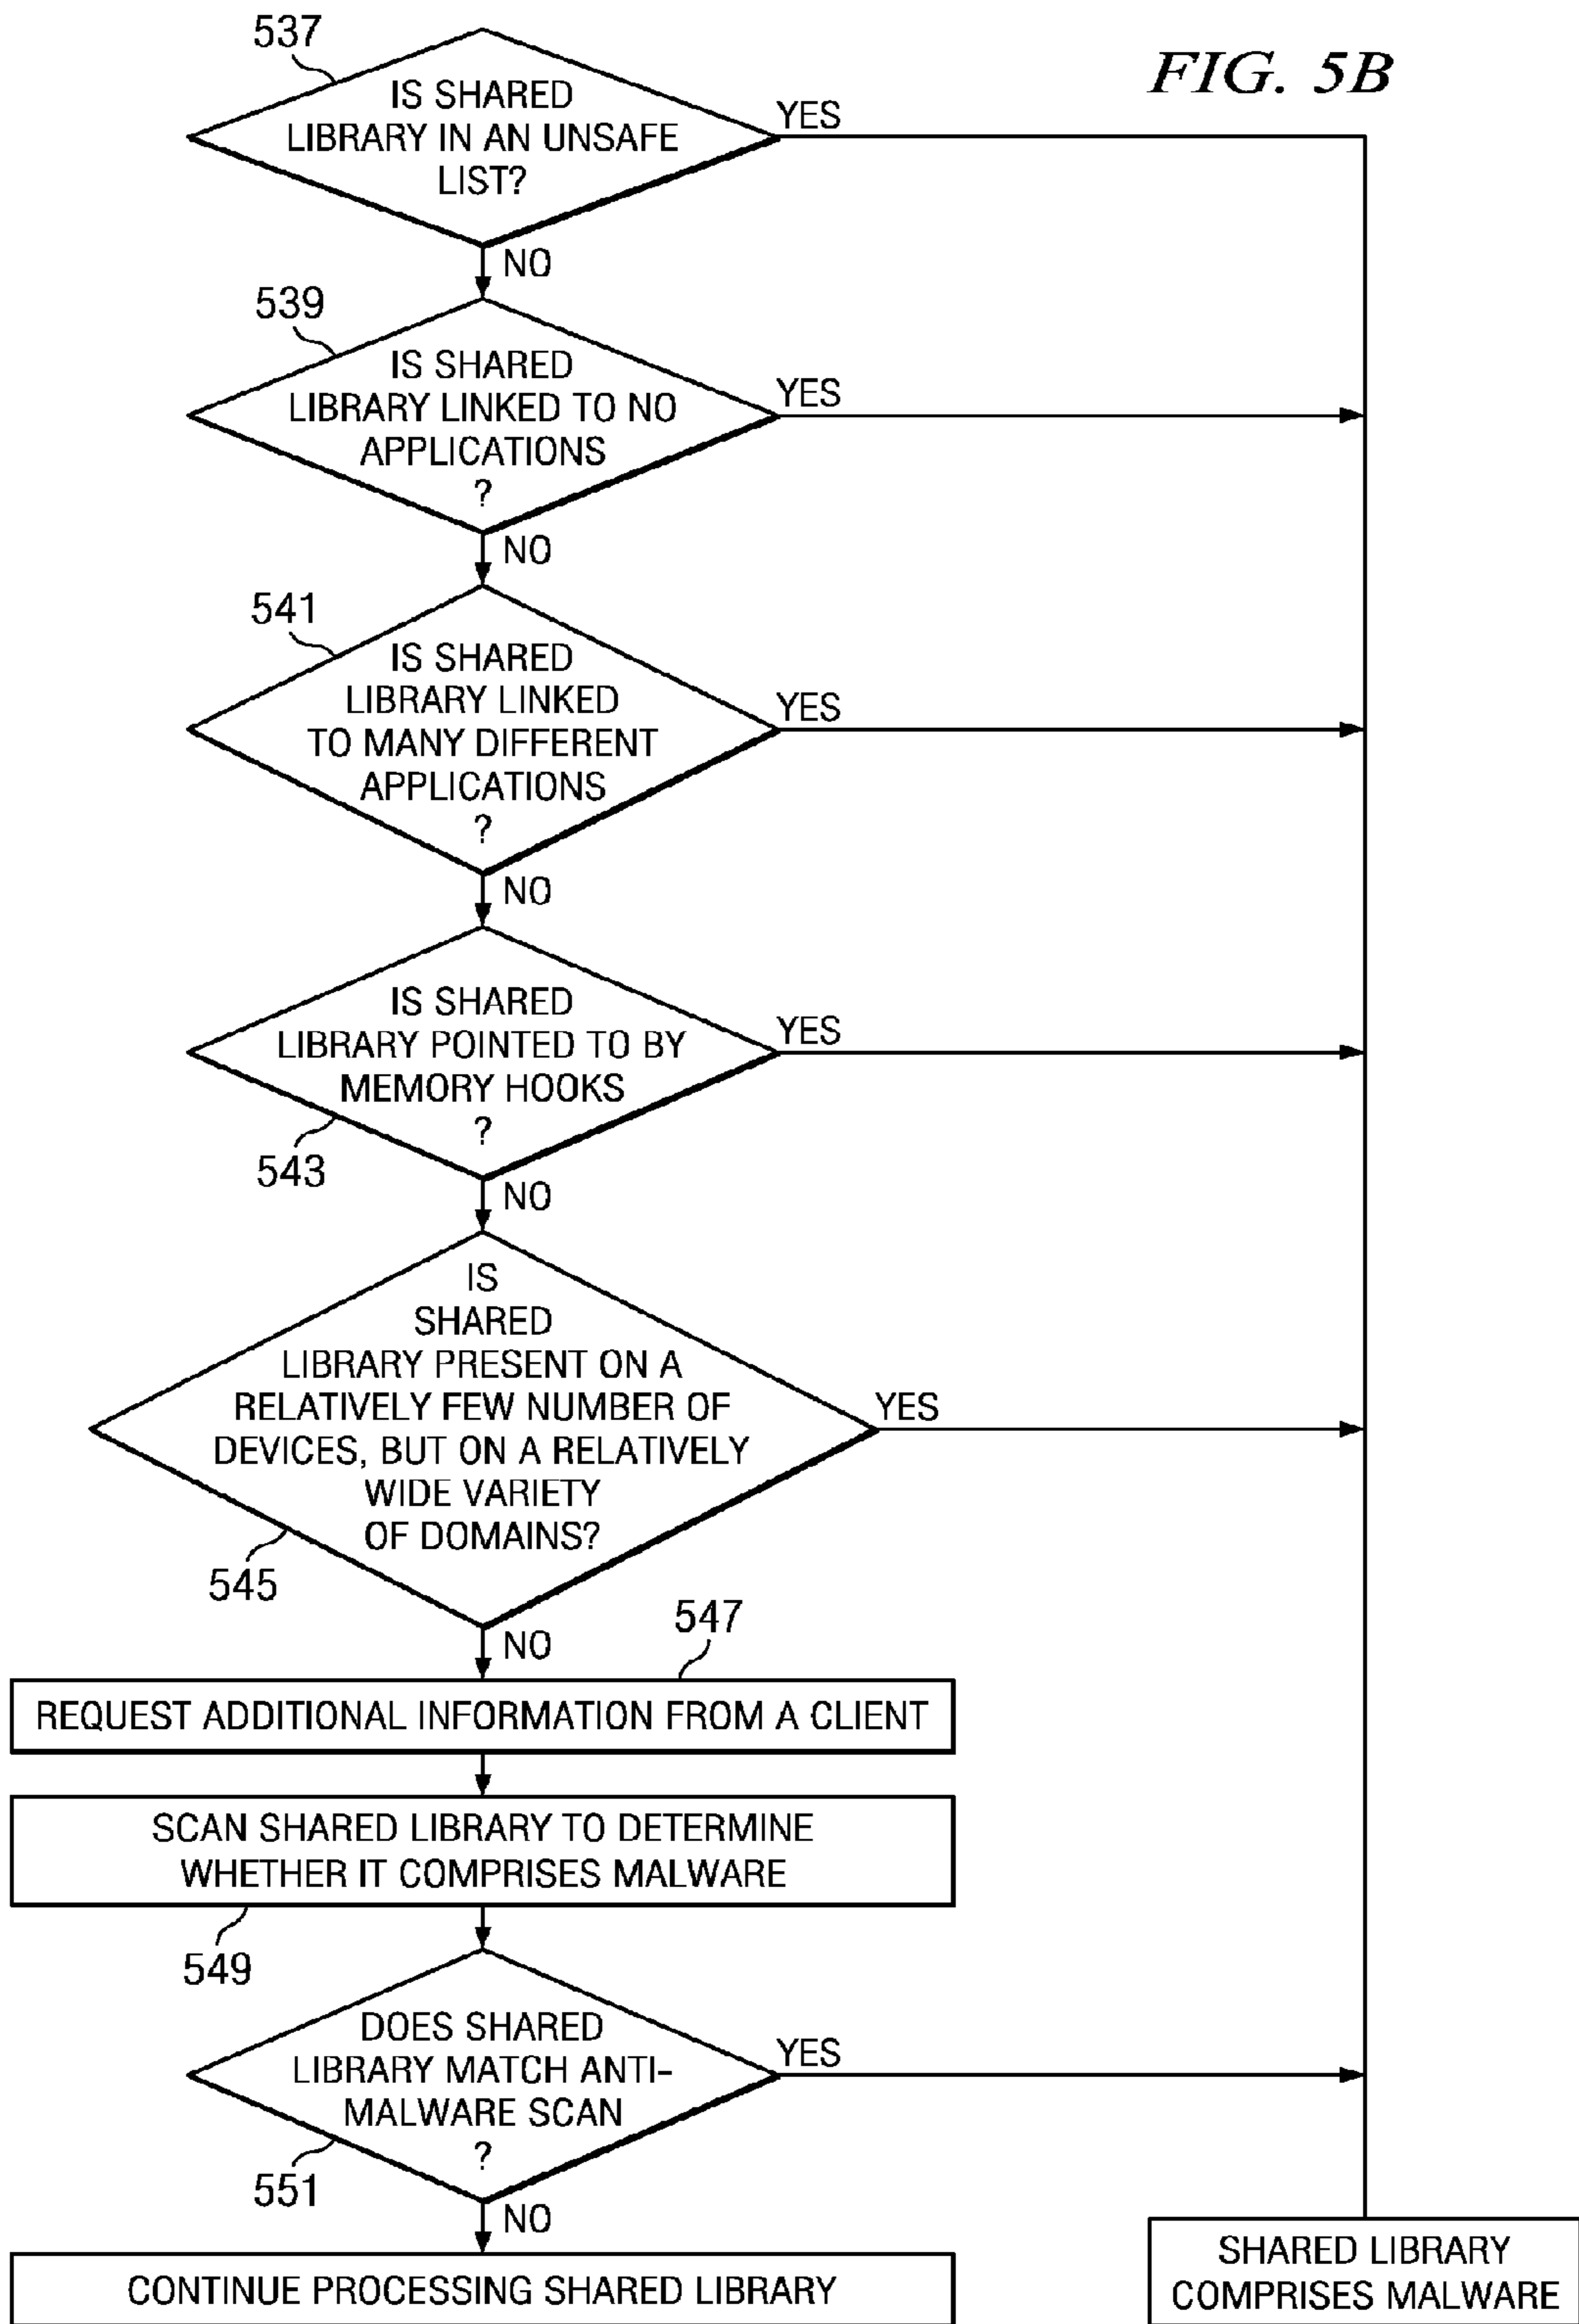 537
FIG. 5B
IS SHARED
LIBRARY IN AN UNSAFE
LIST?
YES
NO
539
IS SHARED
LIBRARY LINKED TO NO
APPLICATIONS
?
YES
NO
541
IS SHARED
LIBRARY LINKED
TO MANY DIFFERENT
APPLICATIONS
?
YES
NO
IS SHARED
LIBRARY POINTED TO BY
MEMORY HOOKS
?
YES
543
NO
IS
SHARED
LIBRARY PRESENT ON A
RELATIVELY FEW NUMBER OF
DEVICES, BUT ON A RELATIVELY
WIDE VARIETY
OF DOMAINS?
YES
545
NO
547
REQUEST ADDITIONAL INFORMATION FROM A CLIENT
SCAN SHARED LIBRARY TO DETERMINE
WHETHER IT COMPRISES MALWARE
549
DOES SHARED
LIBRARY MATCH ANTI-
MALWARE SCAN
?
YES
551
NO
CONTINUE PROCESSING SHARED LIBRARY
SHARED LIBRARY
COMPRISES MALWARE